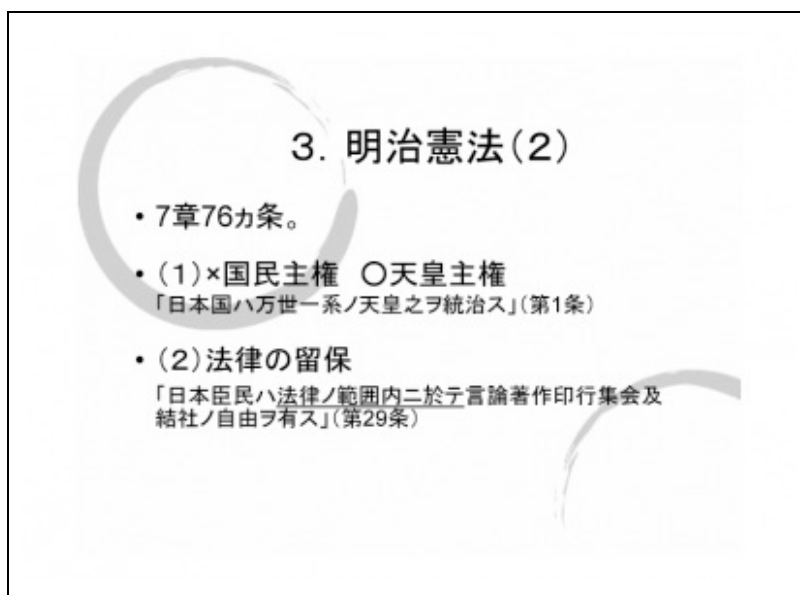 3. 明治憲法(2)
• 7章76ヵ条。
• (1)×国民主権　〇天皇主権
「日本国ハ万世一系ノ天皇之ヲ統治ス」(第1条)
• (2)法律の留保
「日本臣民ハ法律ノ範囲内ニ於テ言論著作印行集会及
結社ノ自由ヲ有ス」(第29条)